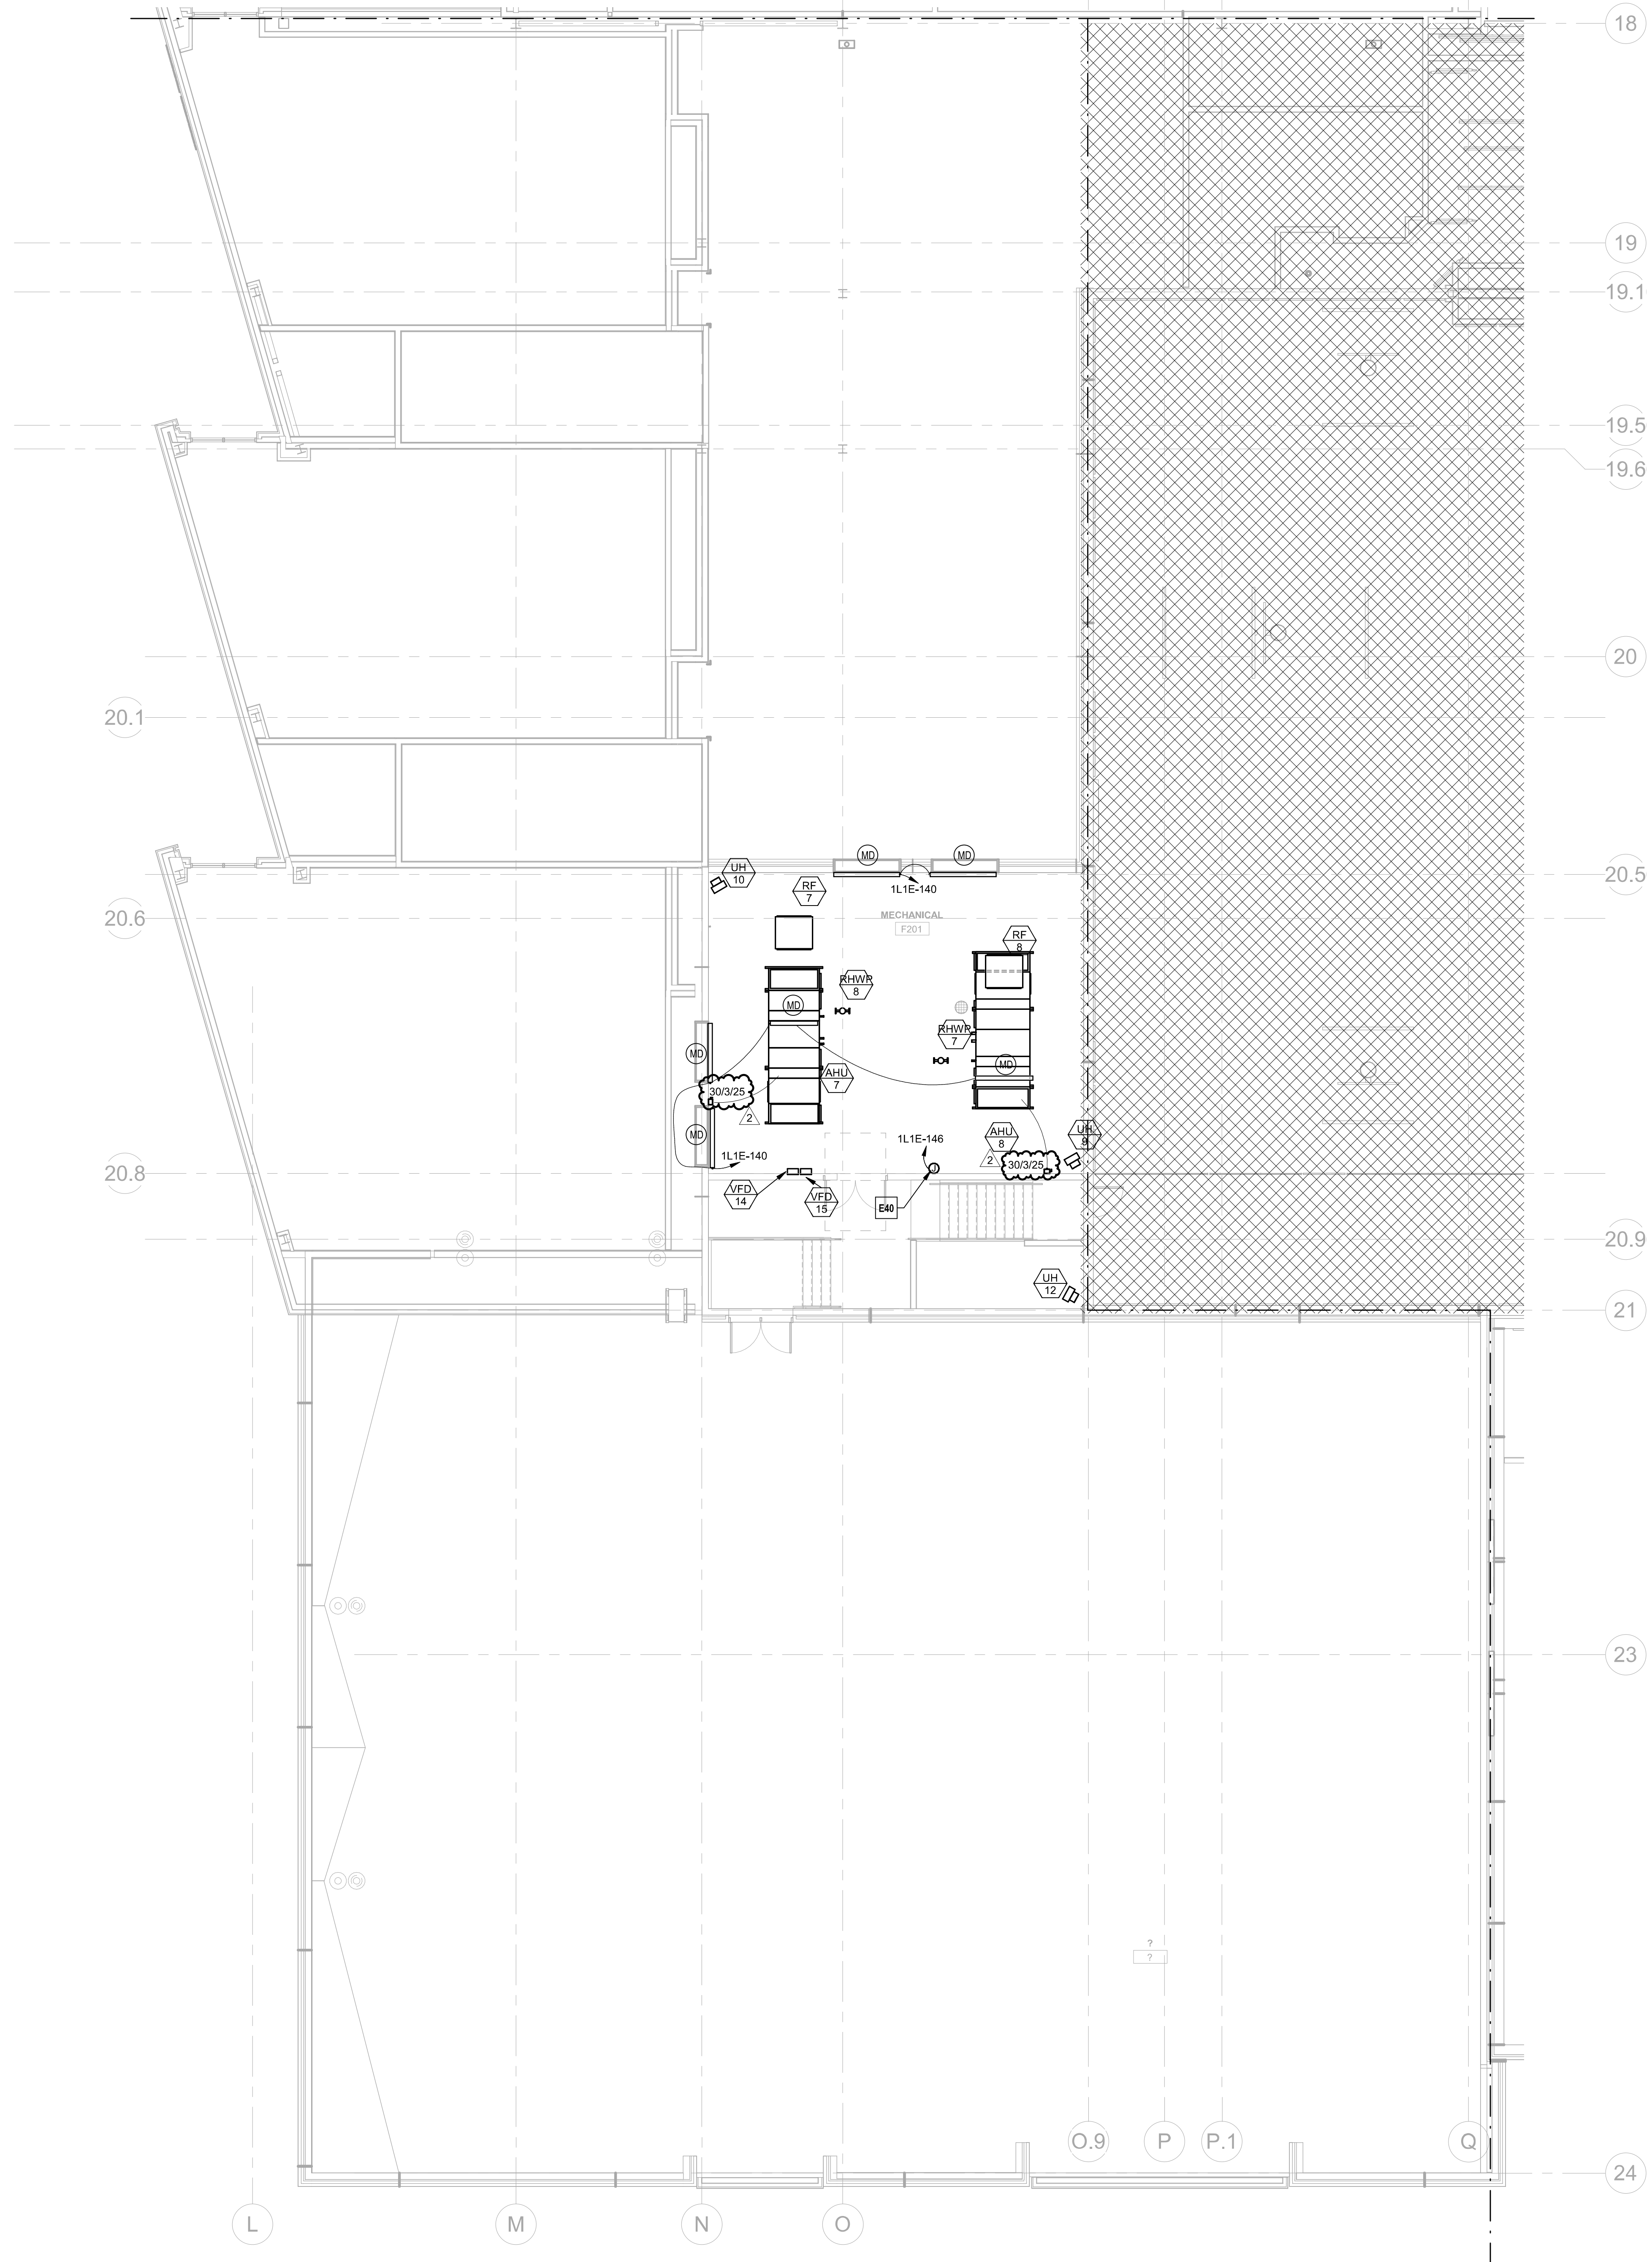 18
19
19.1
19.5
19.6
20
20.1
MD
MD
UH
10
RF
7
1L1E-140
20.5
20.6
MECHANICAL
F201
RF
8
RHWP
8
MD
RHWP
7
MD
MD
AHU
7
30/3/25
2
MD
1L1E-140
1L1E-146
AHU
8
UH
9
2
30/3/25
J
20.8
VFD
14
VFD
15
E40
20.9
UH
12
21
23
?
?
O.9
P
P.1
Q
24
L
M
N
O